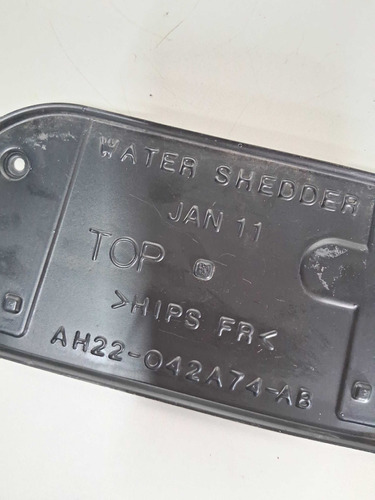 WATER SHEDDER
JAN 11
TOP
>HIPS FR<
AH22-042A74-AB